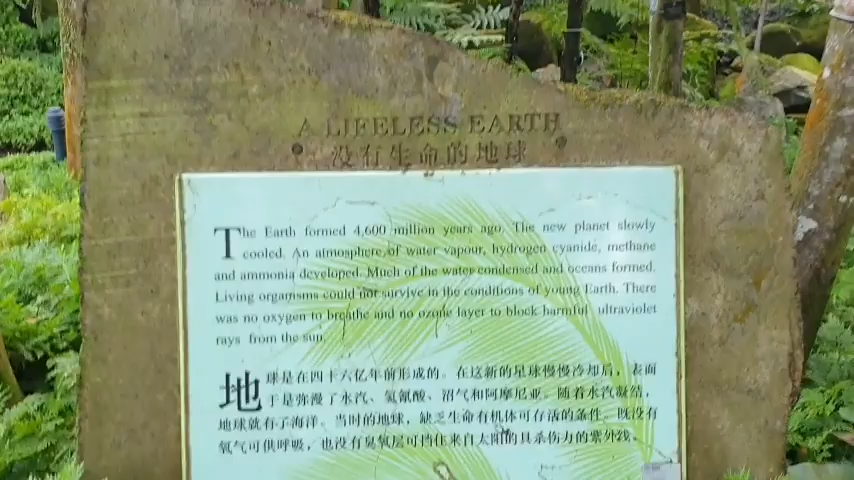 A LIFELESS EARTH
没有生命的地球
The Earth formed 4,600 million years ago. The new planet slowly
cooled. An atmosphere of water vapour, hydrogen cyanide, methane
and ammonia developed. Much of the water condensed and oceans formed.
Living organisms could not survive in the conditions of young Earth. There
was no oxygen to breathe and no ozone layer to block harmful ultraviolet
rays from the sun.
地球是在四十六亿年前形成的。在这新的星球慢慢冷却后，表面
于是弥漫了水汽、氢氰酸、沼气和阿摩尼亚。随着水汽凝结，
地球就有了海洋。当时的地球，缺乏生命有机体可存活的条件。既没有
氧气可供呼吸，也没有臭氧层可挡住来自太阳的具杀伤力的紫外线。